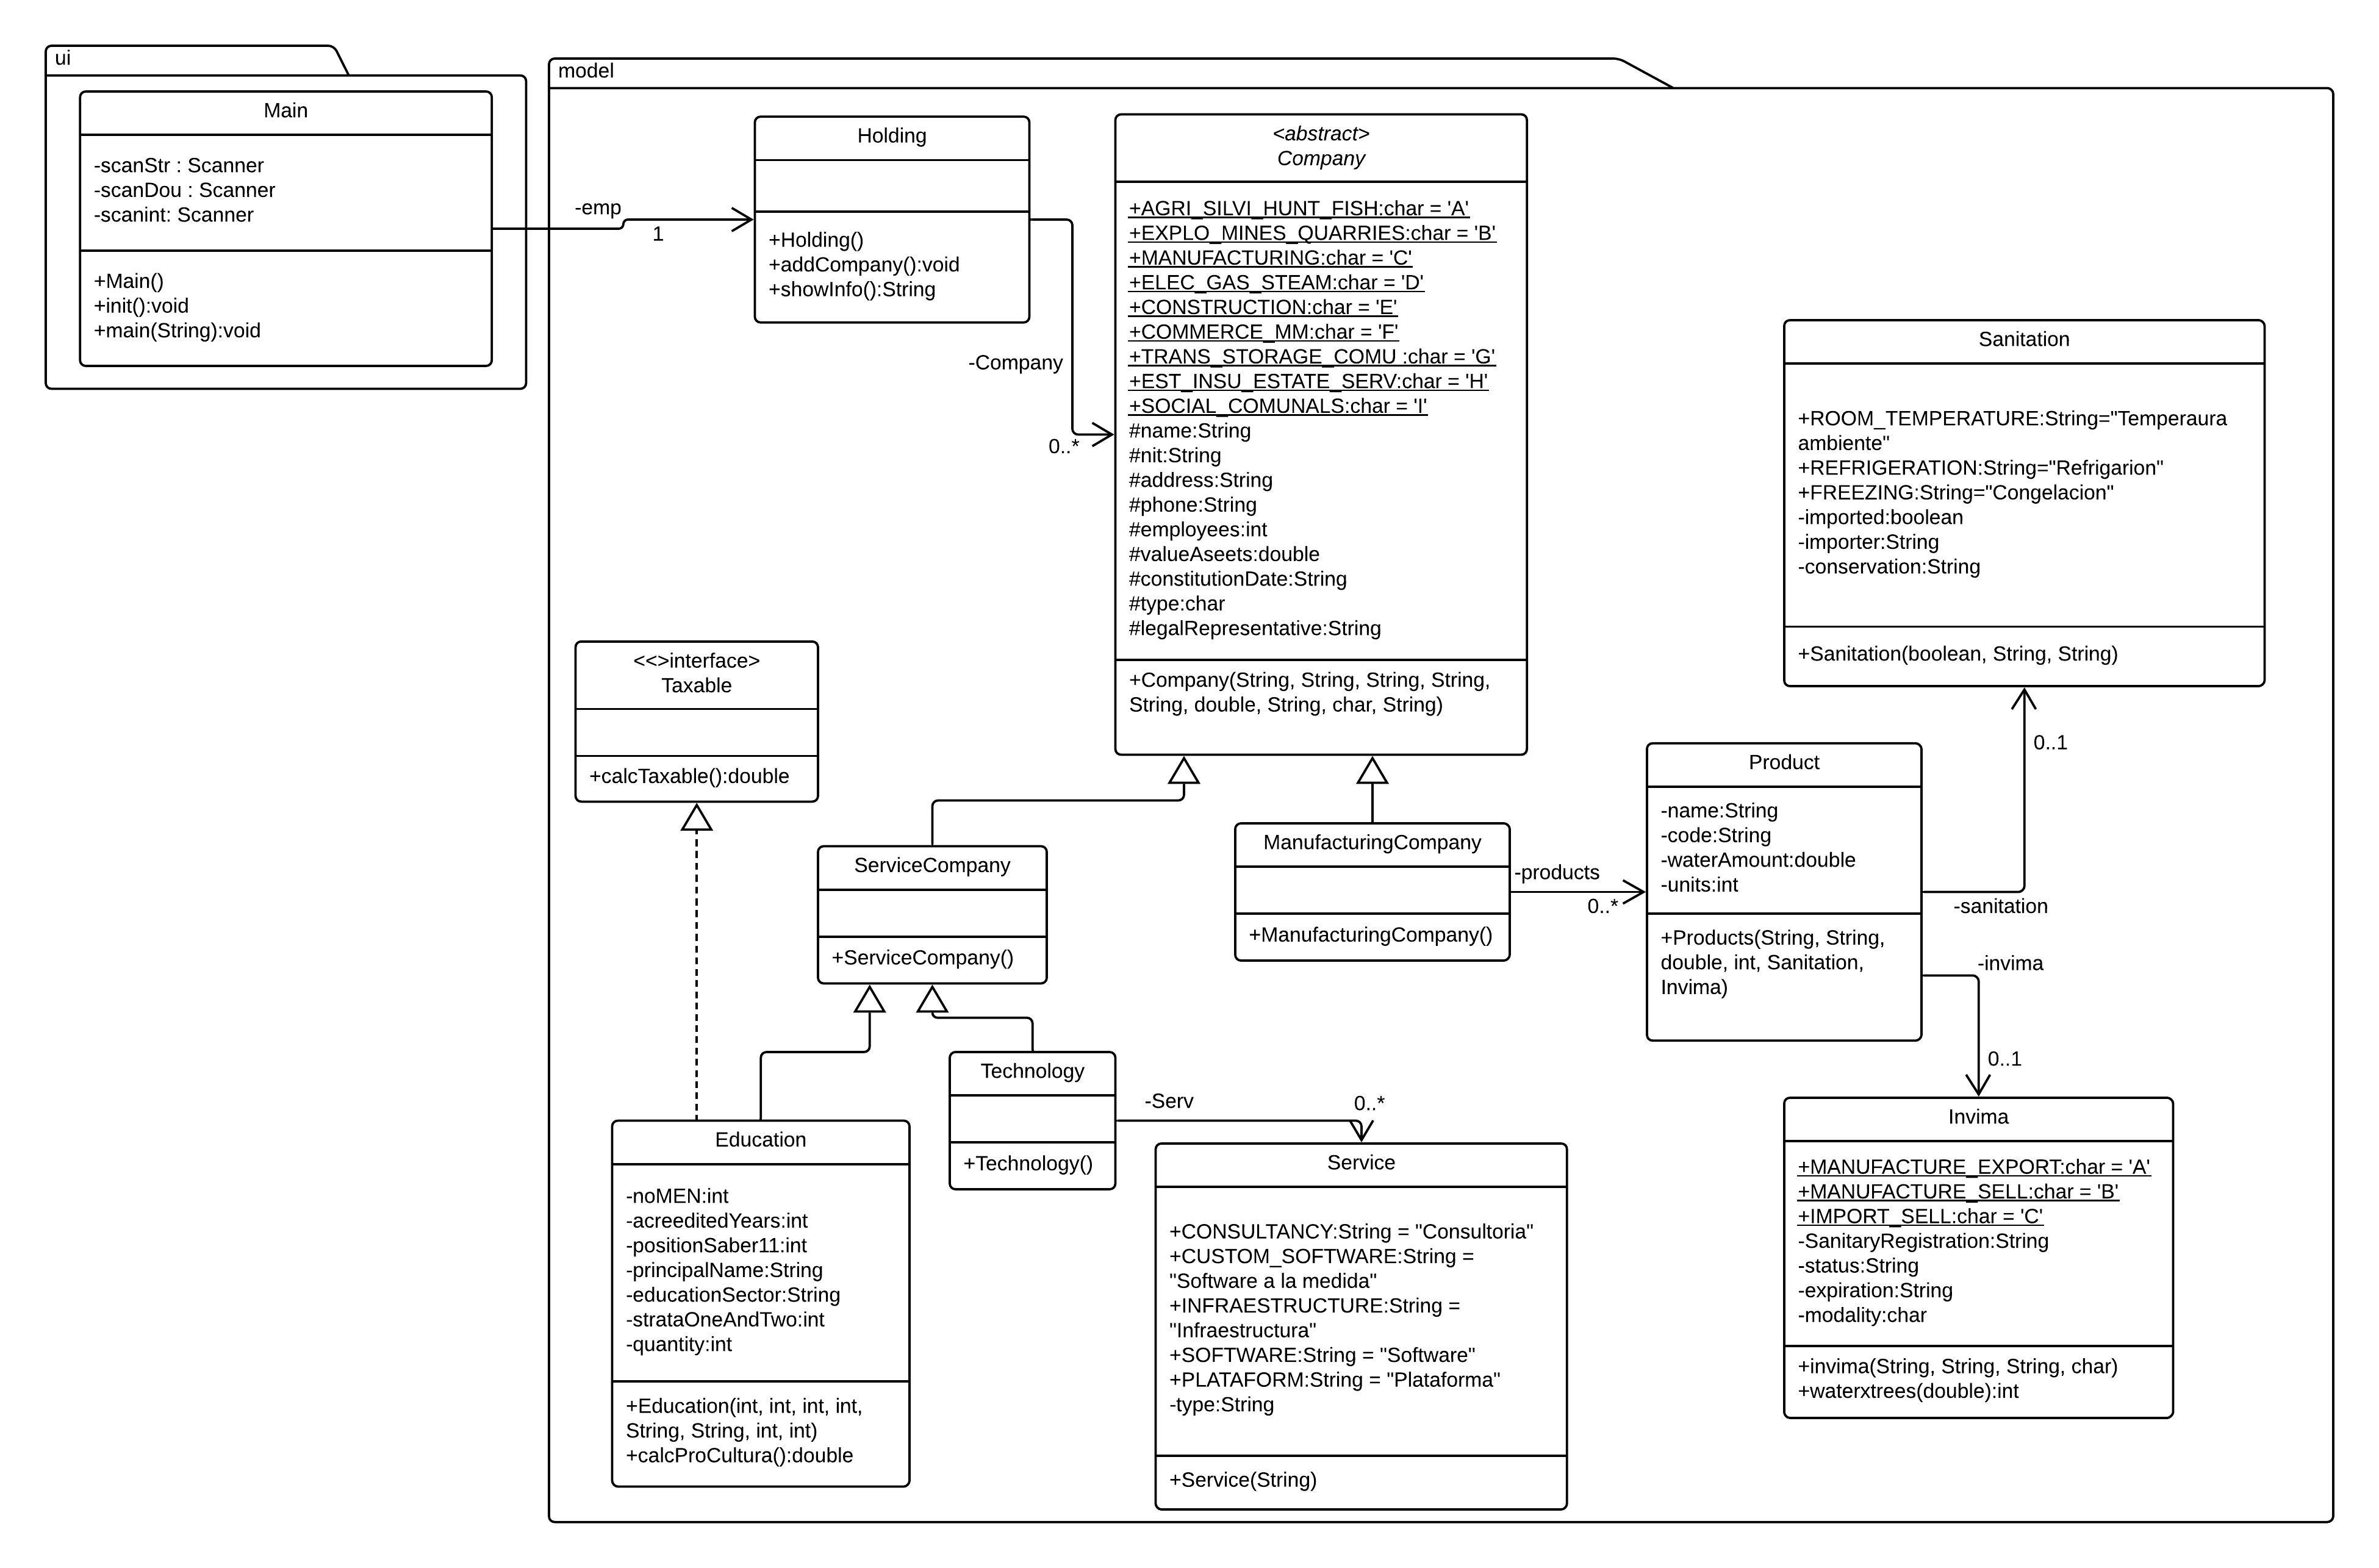 ui
Main
-scanStr : Scanner
-scanDou : Scanner
-scanint: Scanner
+Main()
+init():void
+main(String):void
-emp
1
model
Holding
+Holding()
+addCompany():void
+showInfo():String
-Company
0..*
<abstract>
Company
+AGRI_SILVI_HUNT_FISH:char = 'A'
+EXPLO_MINES_QUARRIES:char = 'B'
+MANUFACTURING:char = 'C'
+ELEC_GAS_STEAM:char = 'D'
+CONSTRUCTION:char = 'E'
+COMMERCE_MM:char = 'F'
+TRANS_STORAGE_COMU :char = 'G'
+EST_INSU_ESTATE_SERV:char = 'H'
+SOCIAL_COMUNALS:char = 'I'
#name:String
#nit:String
#address:String
#phone:String
#employees:int
#valueAseets:double
#constitutionDate:String
#type:char
#legalRepresentative:String
+Company(String, String, String, String,
String, double, String, char, String)
Sanitation
+ROOM_TEMPERATURE:String="Temperaura
ambiente"
+REFRIGERATION:String="Refrigarion"
+FREEZING:String="Congelacion"
-imported:boolean
-importer:String
-conservation:String
+Sanitation(boolean, String, String)
<<>interface>
Taxable
+calcTaxable():double
ServiceCompany
+ServiceCompany()
ManufacturingCompany
+ManufacturingCompany()
-products
0..*
Product
-name:String
-code:String
-waterAmount:double
-units:int
+Products(String, String,
double, int, Sanitation,
Invima)
0..1
-sanitation
-invima
0..1
Education
-noMEN:int
-acreeditedYears:int
-positionSaber11:int
-principalName:String
-educationSector:String
-strataOneAndTwo:int
-quantity:int
+Education(int, int, int, int,
String, String, int, int)
+calcProCultura():double
Technology
+Technology()
-Serv
0..*
Service
+CONSULTANCY:String = "Consultoria"
+CUSTOM_SOFTWARE:String =
"Software a la medida"
+INFRAESTRUCTURE:String =
"Infraestructura"
+SOFTWARE:String = "Software"
+PLATAFORM:String = "Plataforma"
-type:String
+Service(String)
Invima
+MANUFACTURE_EXPORT:char = 'A'
+MANUFACTURE_SELL:char = 'B'
+IMPORT_SELL:char = 'C'
-SanitaryRegistration:String
-status:String
-expiration:String
-modality:char
+invima(String, String, String, char)
+waterxtrees(double):int